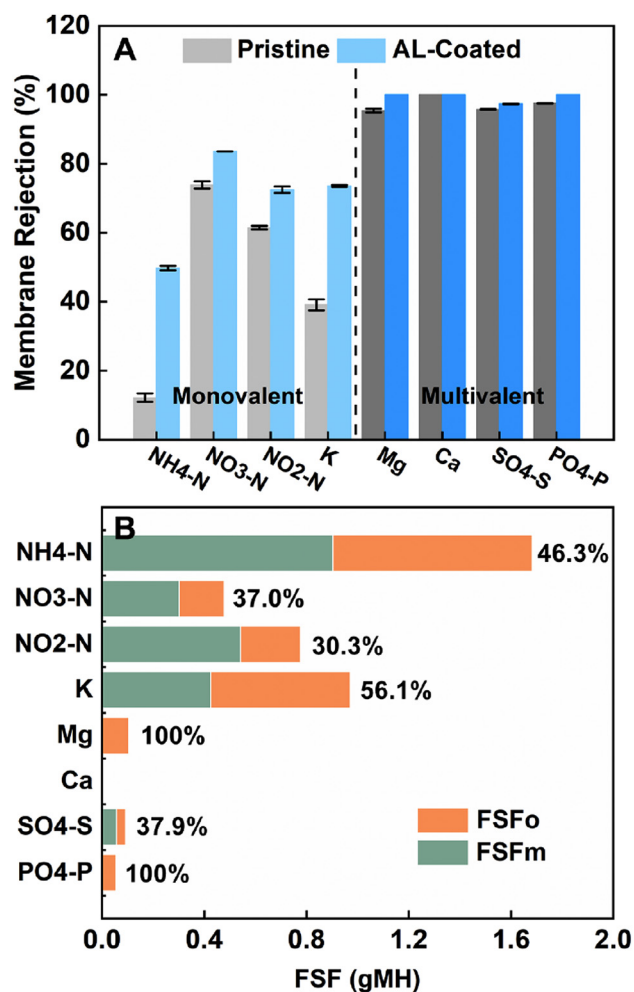 120
A
Pristine
AL-Coated
100
80
60
40
20
0
Membrane Rejection (%)
Monovalent
Multivalent
NH4-N
NO3-N
NO2-N
K
Mg
Ca
SO4-S
PO4-P
B
NH4-N
46.3%
NO3-N
37.0%
NO2-N
30.3%
K
56.1%
Mg
100%
Ca
SO4-S
37.9%
PO4-P
100%
FSFo
FSFm
0.0
0.4
0.8
1.2
1.6
2.0
FSF (gMH)